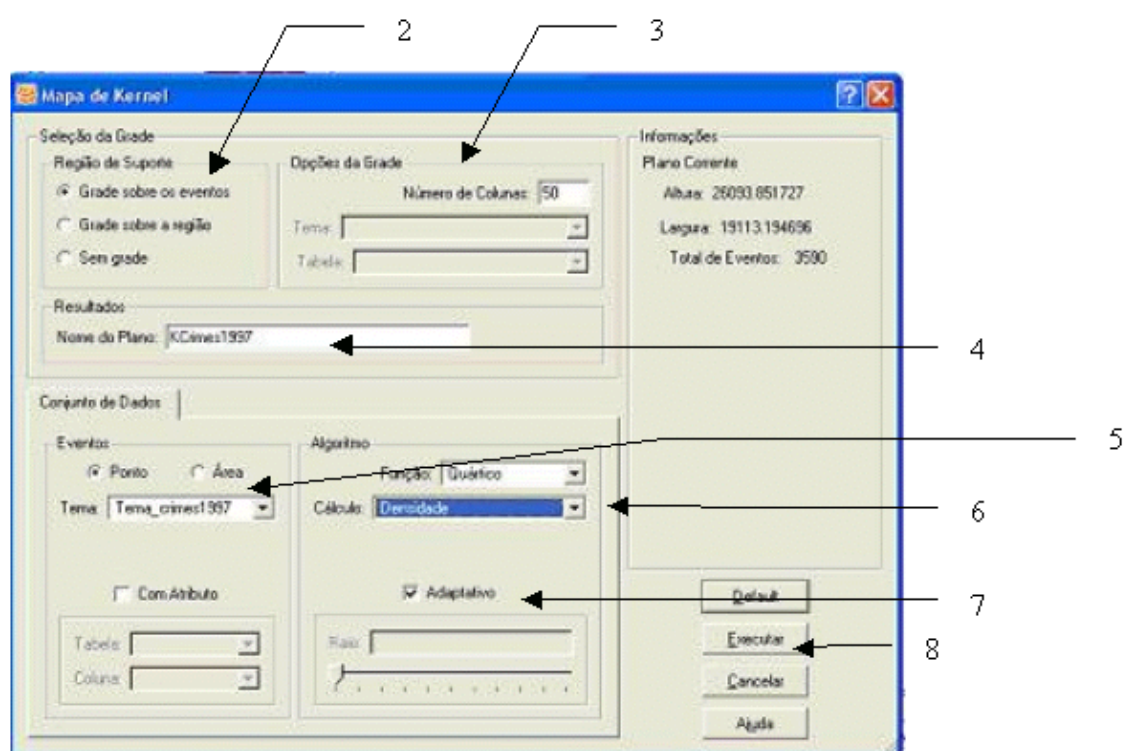 2
3
Mapa de Kernel
Seleção da Grade
Região de Suporte
Grade sobre os eventos
Grade sobre a região
Sem grade
Opções da Grade
Número de Colunas: 50
Tema:
Tabela:
Informações
Plano Corrente
Altura: 26093.851727
Largura: 19113.194696
Total de Eventos: 3590
Resultados
Nome do Plano: KCrimes1997
4
Conjunto de Dados
Eventos
Ponto
Área
Tema: Tema_crimes1997
Com Atributo
Tabela:
Coluna:
Algoritmo
Função: Quártico
Cálculo: Densidade
Adaptativo
Raio:
5
6
7
Default
Executar
8
Cancelar
Ajuda